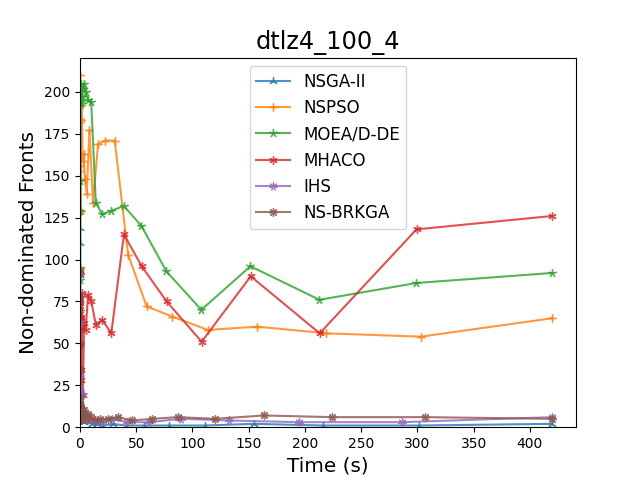 dtlz4_100_4
Non-dominated Fronts
200
175
150
125
100
75
50
25
0
NSGA-II
NSPSO
MOEA/D-DE
MHACO
IHS
NS-BRKGA
0 50 100 150 200 250 300 350 400
Time (s)